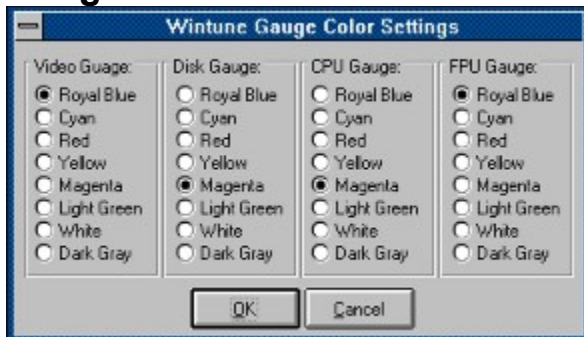 Wintune Gauge Color Settings
Video Guage: Disk Gauge: CPU Gauge: FPU Gauge:
Royal Blue Royal Blue Royal Blue Royal Blue
Cyan Cyan Cyan Cyan
Red Red Red Red
Yellow Yellow Yellow Yellow
Magenta Magenta Magenta Magenta
Light Green Light Green Light Green Light Green
White White White White
Dark Gray Dark Gray Dark Gray Dark Gray
OK Cancel